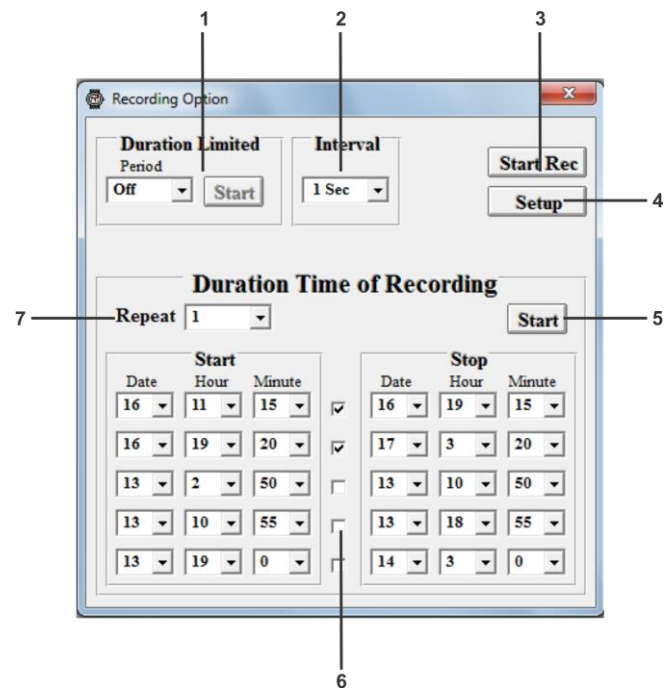 1 2 3
Recording Option
Duration Limited Interval
Period
Off Start 1 Sec Start Rec
Setup 4
Duration Time of Recording
7 Repeat 1 Start 5
Start Stop
Date Hour Minute Date Hour Minute
16 11 15 16 19 15
16 19 20 17 3 20
13 2 50 13 10 50
13 10 55 13 18 55
13 19 0 14 3 0
6